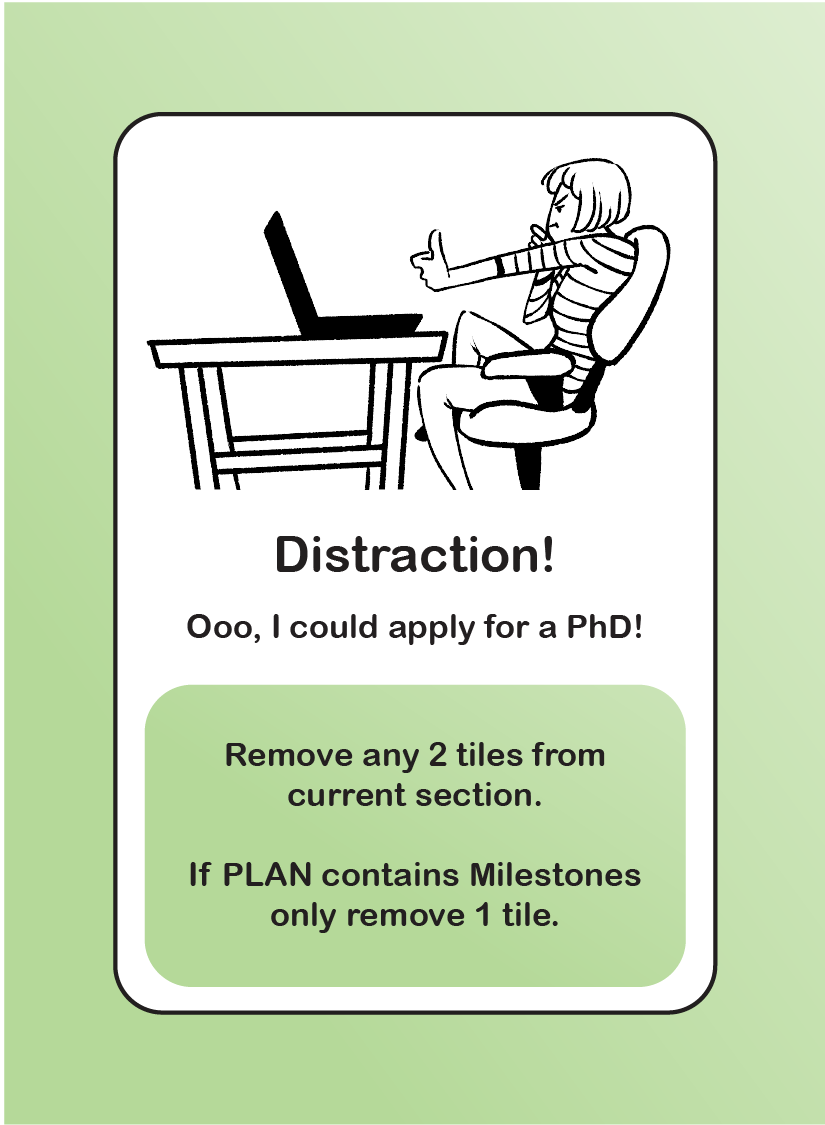 Distraction!
Ooo, I could apply for a PhD!
Remove any 2 tiles from
current section.
If PLAN contains Milestones
only remove 1 tile.